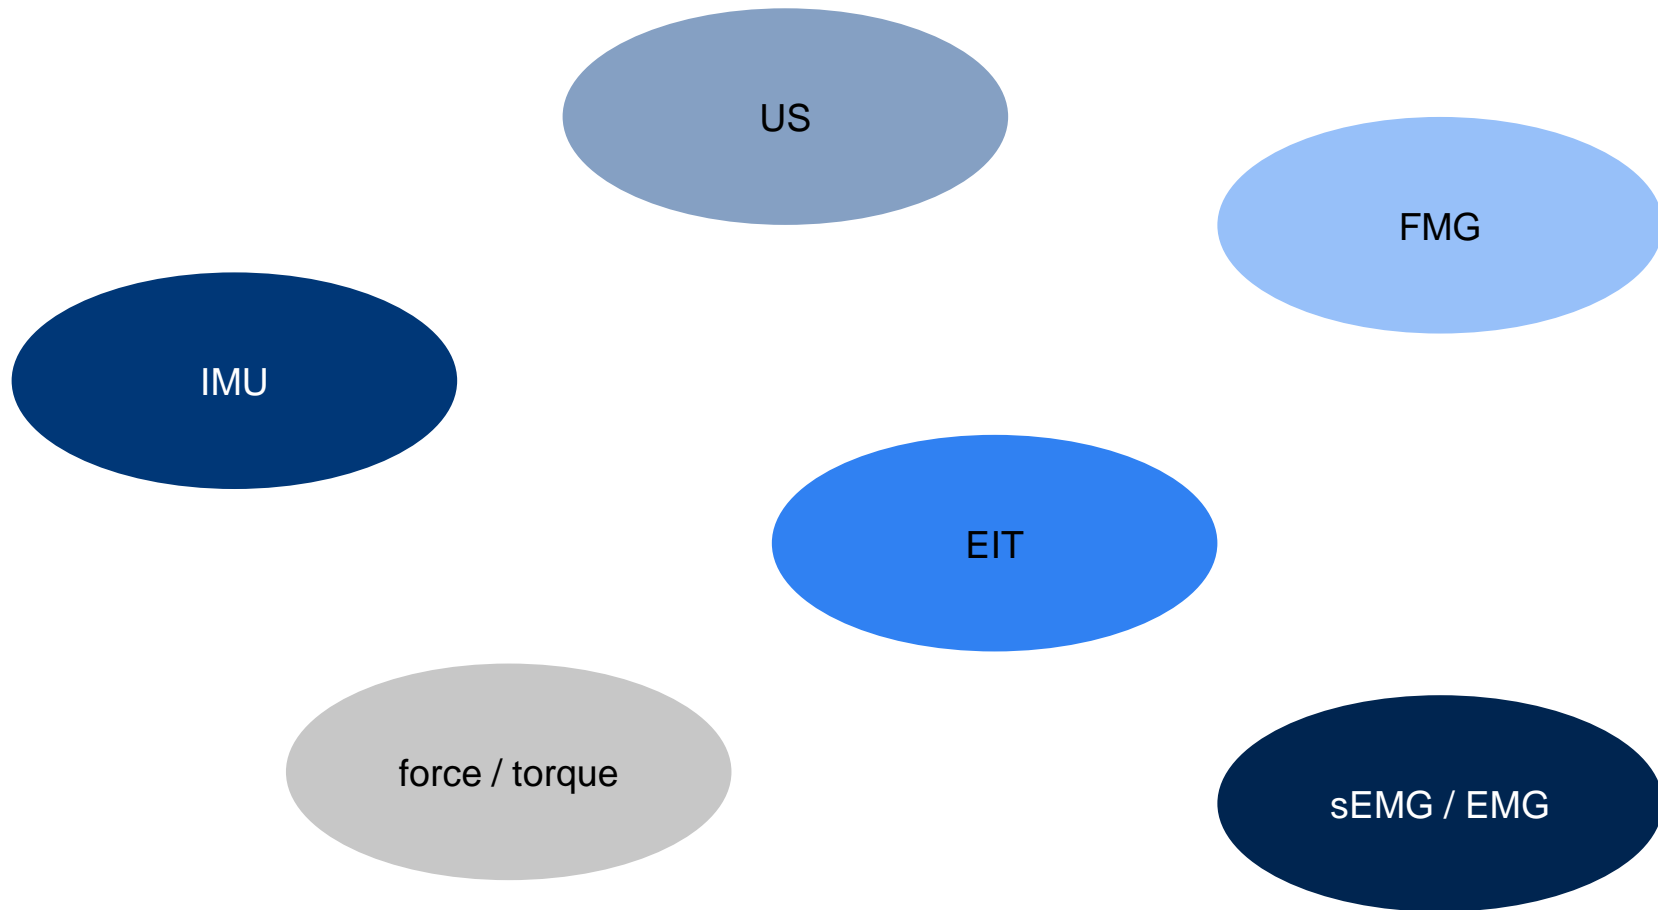 US
FMG
IMU
EIT
force / torque
sEMG / EMG